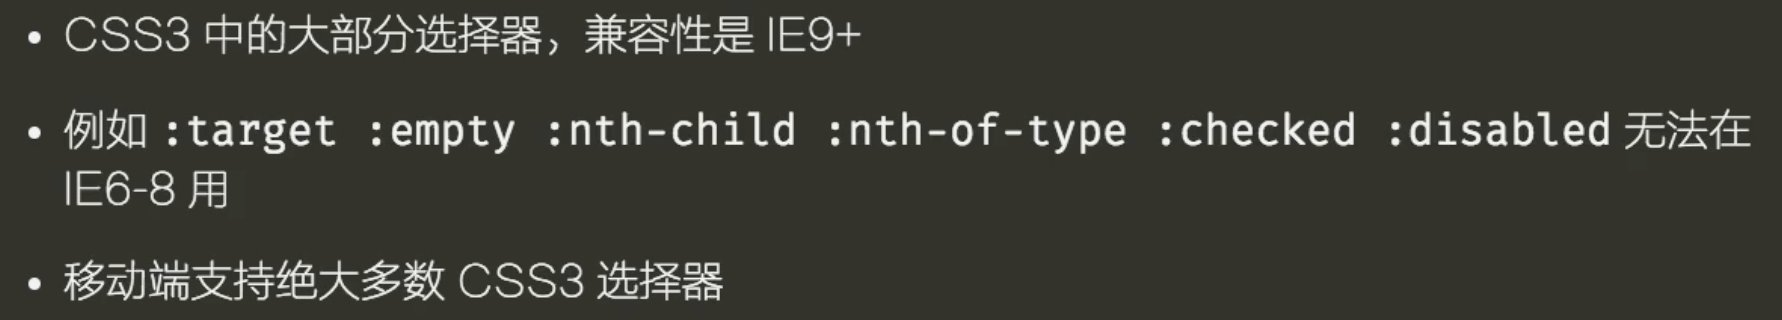 • CSS3 中的大部分选择器，兼容性是 IE9+
• 例如 :target :empty :nth-child :nth-of-type :checked :disabled 无法在
IE6-8 用
• 移动端支持绝大多数 CSS3 选择器